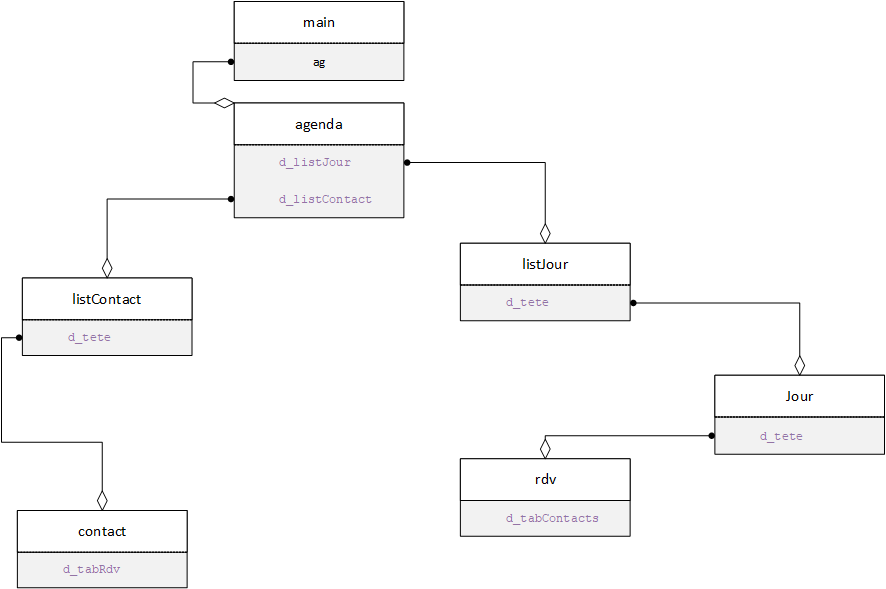 main
ag
agenda
d_listJour
d_listContact
listJour
d_tete
listContact
d_tete
Jour
d_tete
rdv
d_tabContacts
contact
d_tabRdv